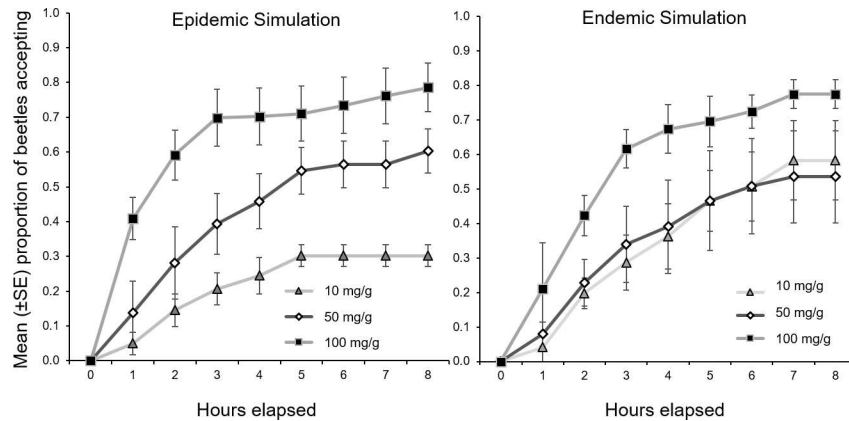 Epidemic Simulation
Mean (±SE) proportion of beetles accepting
1.0
0.9
0.8
0.7
0.6
0.5
0.4
0.3
0.2
0.1
0.0
10 mg/g
50 mg/g
100 mg/g
0 1 2 3 4 5 6 7 8
Hours elapsed
Endemic Simulation
1.0
0.9
0.8
0.7
0.6
0.5
0.4
0.3
0.2
0.1
0.0
10 mg/g
50 mg/g
100 mg/g
0 1 2 3 4 5 6 7 8
Hours elapsed